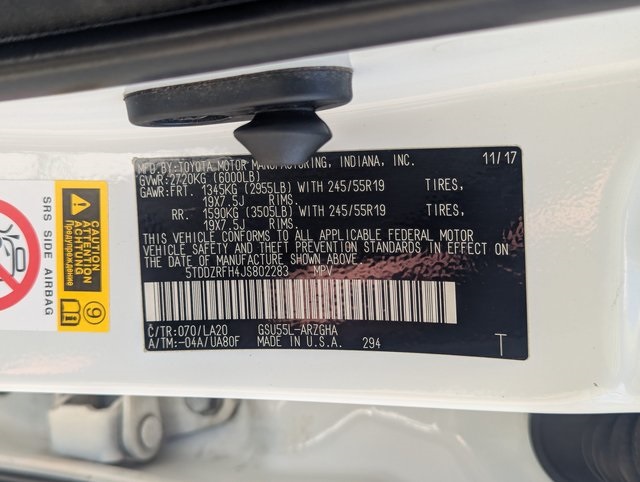 MFD.BY:TOYOTA MOTOR MANUFACTURING, INDIANA, INC. 11/17
GVWR:2720KG (6000LB)
GAWR:FRT. 1345KG (2955LB) WITH 245/55R19 TIRES,
19X7.5J RIMS.
RR. 1590KG (3505LB) WITH 245/55R19 TIRES,
19X7.5J RIMS.
THIS VEHICLE CONFORMS TO ALL APPLICABLE FEDERAL MOTOR
VEHICLE SAFETY AND THEFT PREVENTION STANDARDS IN EFFECT ON
THE DATE OF MANUFACTURE SHOWN ABOVE.
5TDDZRFH4JS802283 MPV
C/TR:070/LA20 GSU55L-ARZGHA
A/TM:-04A/UA80F MADE IN U.S.A. 294 T
SRS SIDE AIRBAG
CAUTION
ATTENTION
ACHTUNG
Предупреждение
9